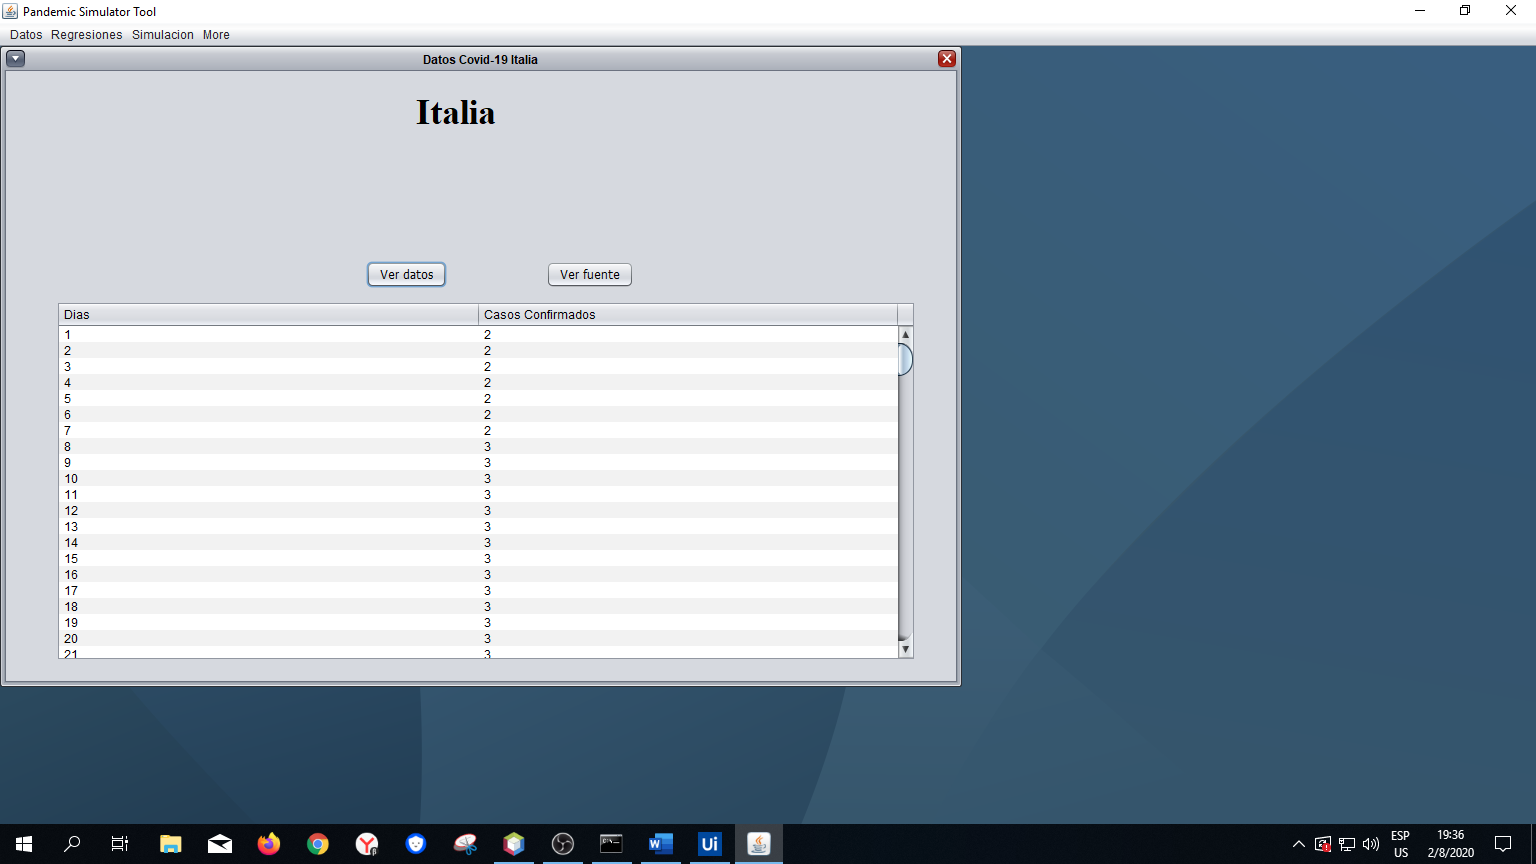 Pandemic Simulator Tool
Datos Regresiones Simulacion More
Datos Covid-19 Italia
Italia
Ver datos Ver fuente
Dias Casos Confirmados
1 2
2 2
3 2
4 2
5 2
6 2
7 2
8 3
9 3
10 3
11 3
12 3
13 3
14 3
15 3
16 3
17 3
18 3
19 3
20 3
21 3
Ui
ESP 19:36
US 2/8/2020